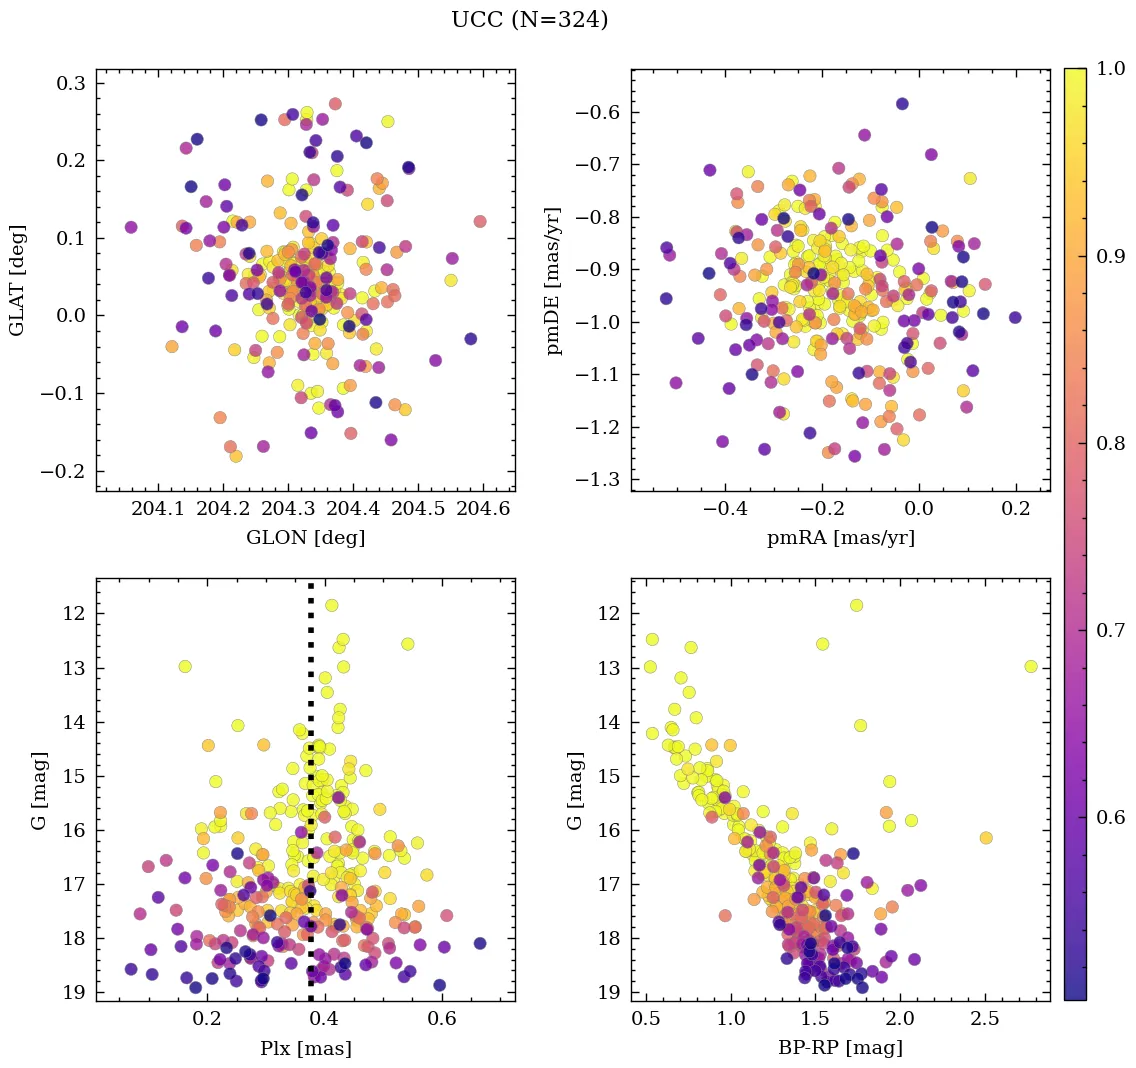 UCC (N=324)
0.3
0.2
0.1
0.0
−0.1
−0.2
GLAT [deg]
204.1 204.2 204.3 204.4 204.5 204.6
GLON [deg]
−0.6
−0.7
−0.8
−0.9
−1.0
−1.1
−1.2
−1.3
pmDE [mas/yr]
−0.4 −0.2 0.0 0.2
pmRA [mas/yr]
12
13
14
15
16
17
18
19
G [mag]
0.2 0.4 0.6
Plx [mas]
12
13
14
15
16
17
18
19
G [mag]
0.5 1.0 1.5 2.0 2.5
BP-RP [mag]
1.0
0.9
0.8
0.7
0.6